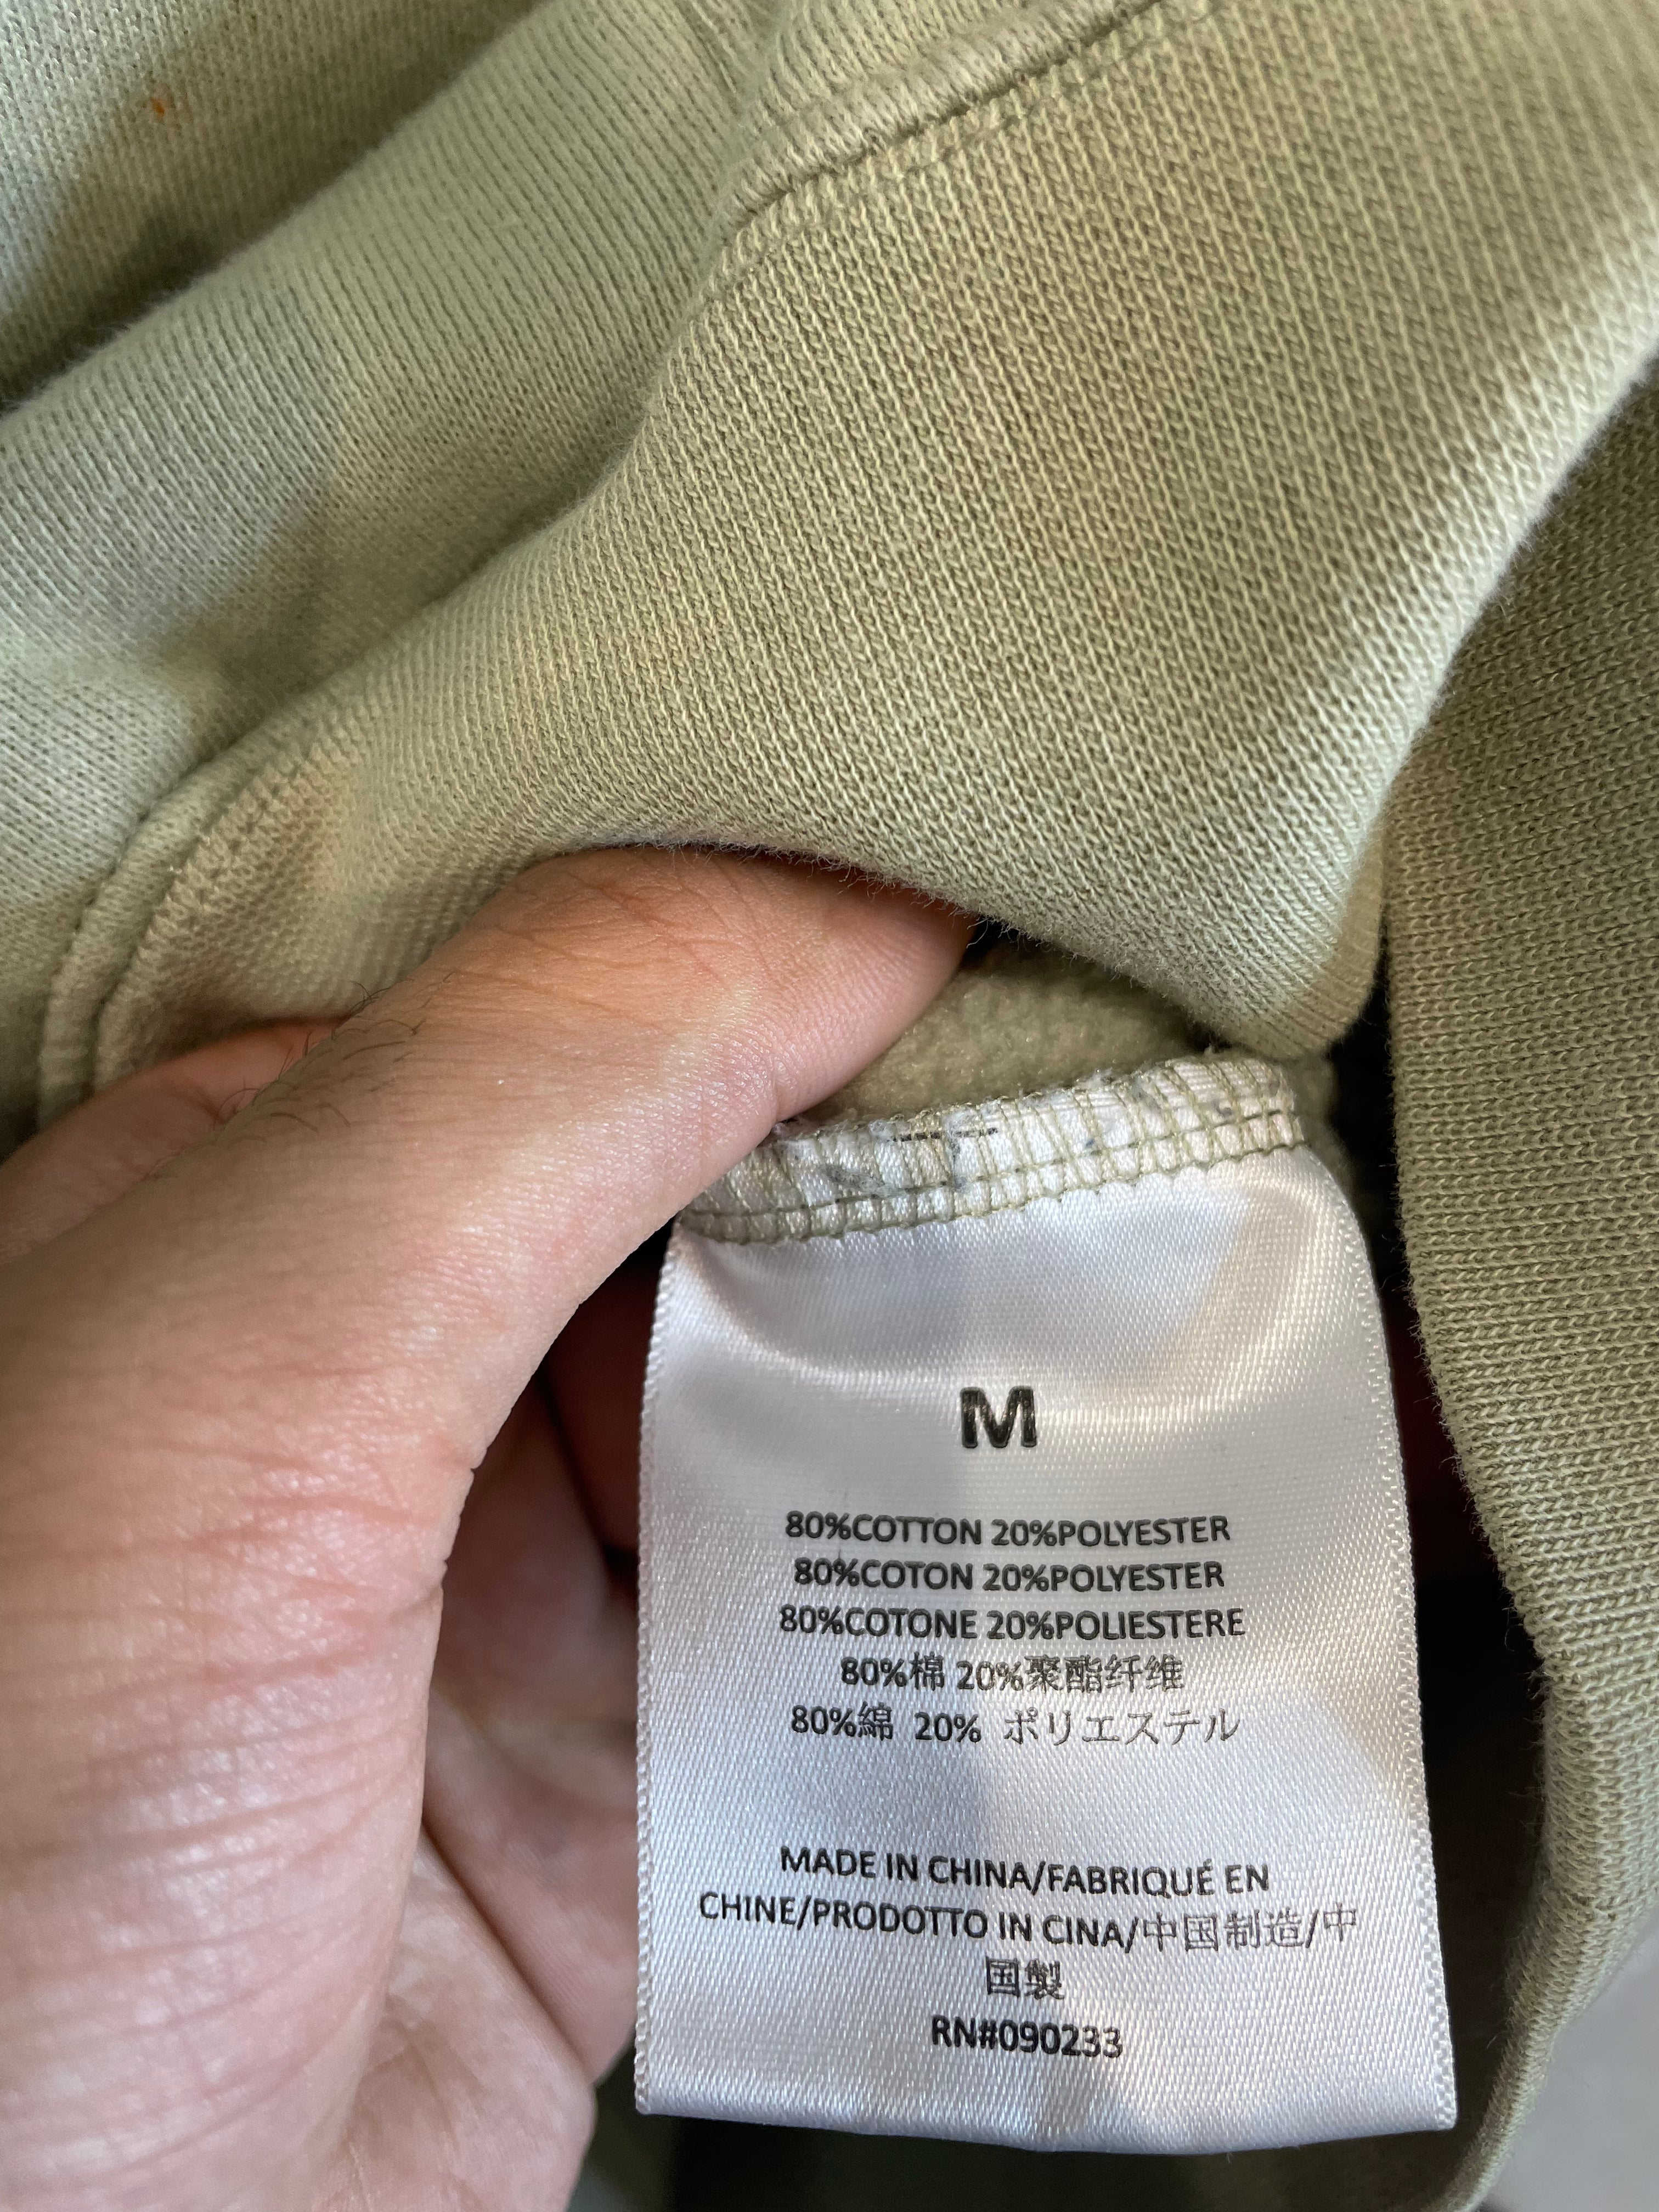 M
80%COTTON 20%POLYESTER
80%COTON 20%POLYESTER
80%COTONE 20%POLIESTERE
80%棉 20%聚酯纤维
80%綿 20% ポリエステル
MADE IN CHINA/FABRIQUÉ EN
CHINE/PRODOTTO IN CINA/中国制造/中
国製
RN#090233